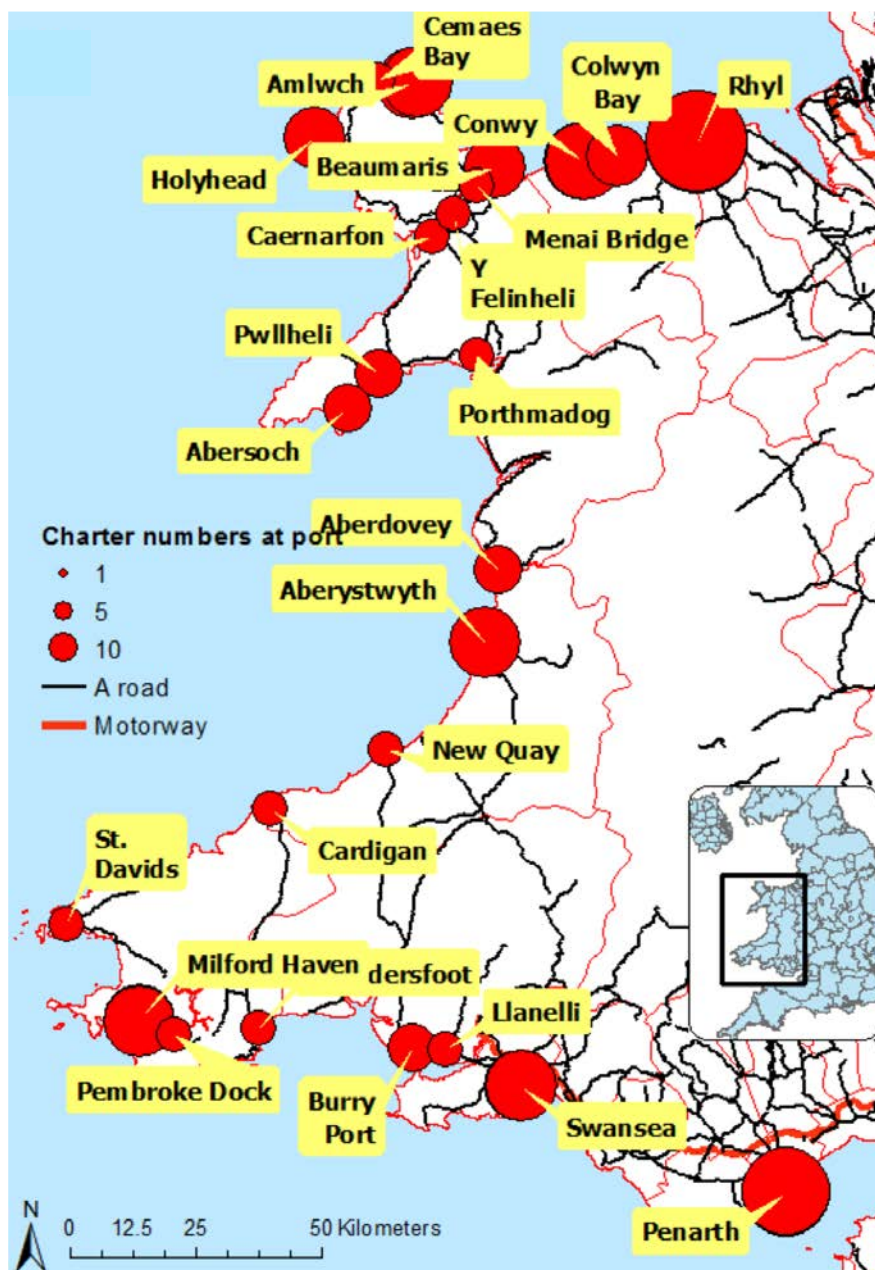 Cemaes
Bay
Amlwch
Colwyn
Bay
Rhyl
Conwy
Holyhead
Beaumaris
Caernarfon
Menai Bridge
Y
Felinheli
Pwllheli
Porthmadog
Abersoch
Aberdovey
Charter numbers at port
1
5
10
A road
Motorway
Aberystwyth
New Quay
St.
Davids
Cardigan
Milford Haven
dersfoot
Llanelli
Pembroke Dock
Burry
Port
Swansea
Penarth
N
0 12.5 25 50 Kilometers